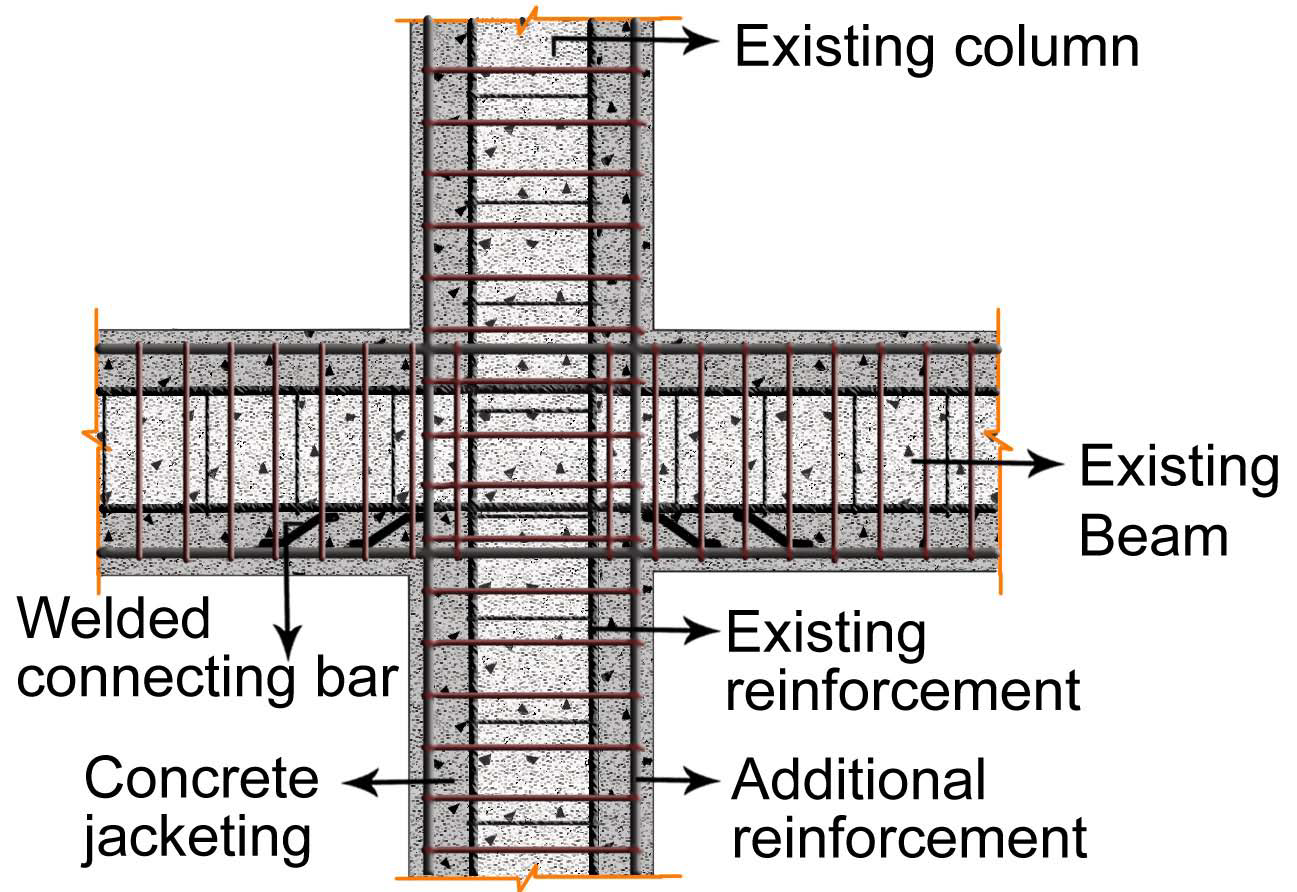 Existing column
Existing
Beam
Welded
connecting bar
Existing
reinforcement
Concrete
jacketing
Additional
reinforcement